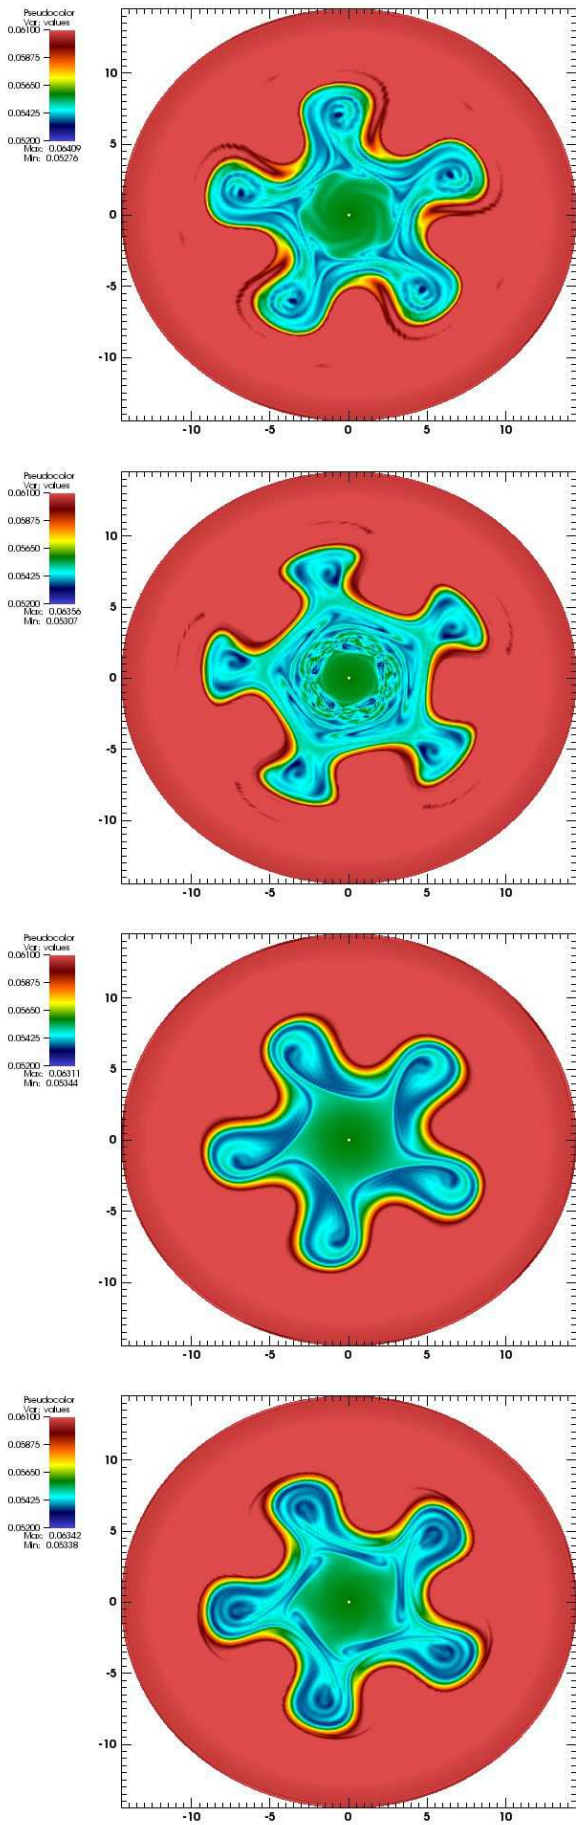 Pseudocolor
Var: values
0.06100
0.05875
0.05650
0.05425
0.05200
Max: 0.06409
Min: 0.05276
10
5
0
-5
-10
-10 -5 0 5 10
Pseudocolor
Var: values
0.06100
0.05875
0.05650
0.05425
0.05200
Max: 0.06356
Min: 0.05307
10
5
0
-5
-10
-10 -5 0 5 10
Pseudocolor
Var: values
0.06100
0.05875
0.05650
0.05425
0.05200
Max: 0.06311
Min: 0.05344
10
5
0
-5
-10
-10 -5 0 5 10
Pseudocolor
Var: values
0.06100
0.05875
0.05650
0.05425
0.05200
Max: 0.06342
Min: 0.05338
10
5
0
-5
-10
-10 -5 0 5 10